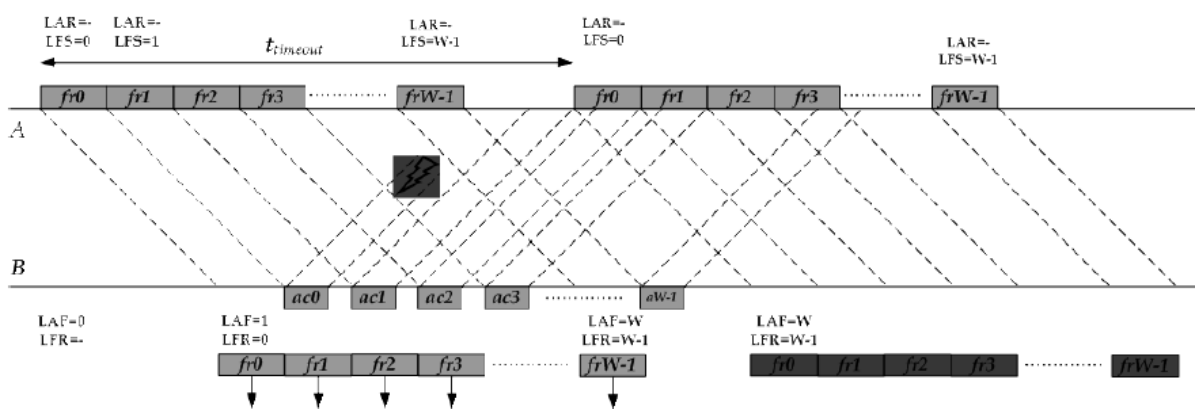 LAR=- LAR=- LAR=- LAR=-
LFS=0 LFS=1 LFS=W-1 LFS=0
t_timeout
LAR=-
LFS=W-1
fr0 fr1 fr2 fr3 frW-1 fr0 fr1 fr2 fr3 frW-1
A
B
ac0 ac1 ac2 ac3 aW-1
LAF=0 LAF=1 LAF=W LAF=W
LFR=- LFR=0 LFR=W-1 LFR=W-1
fr0 fr1 fr2 fr3 frW-1 fr0 fr1 fr2 fr3 frW-1